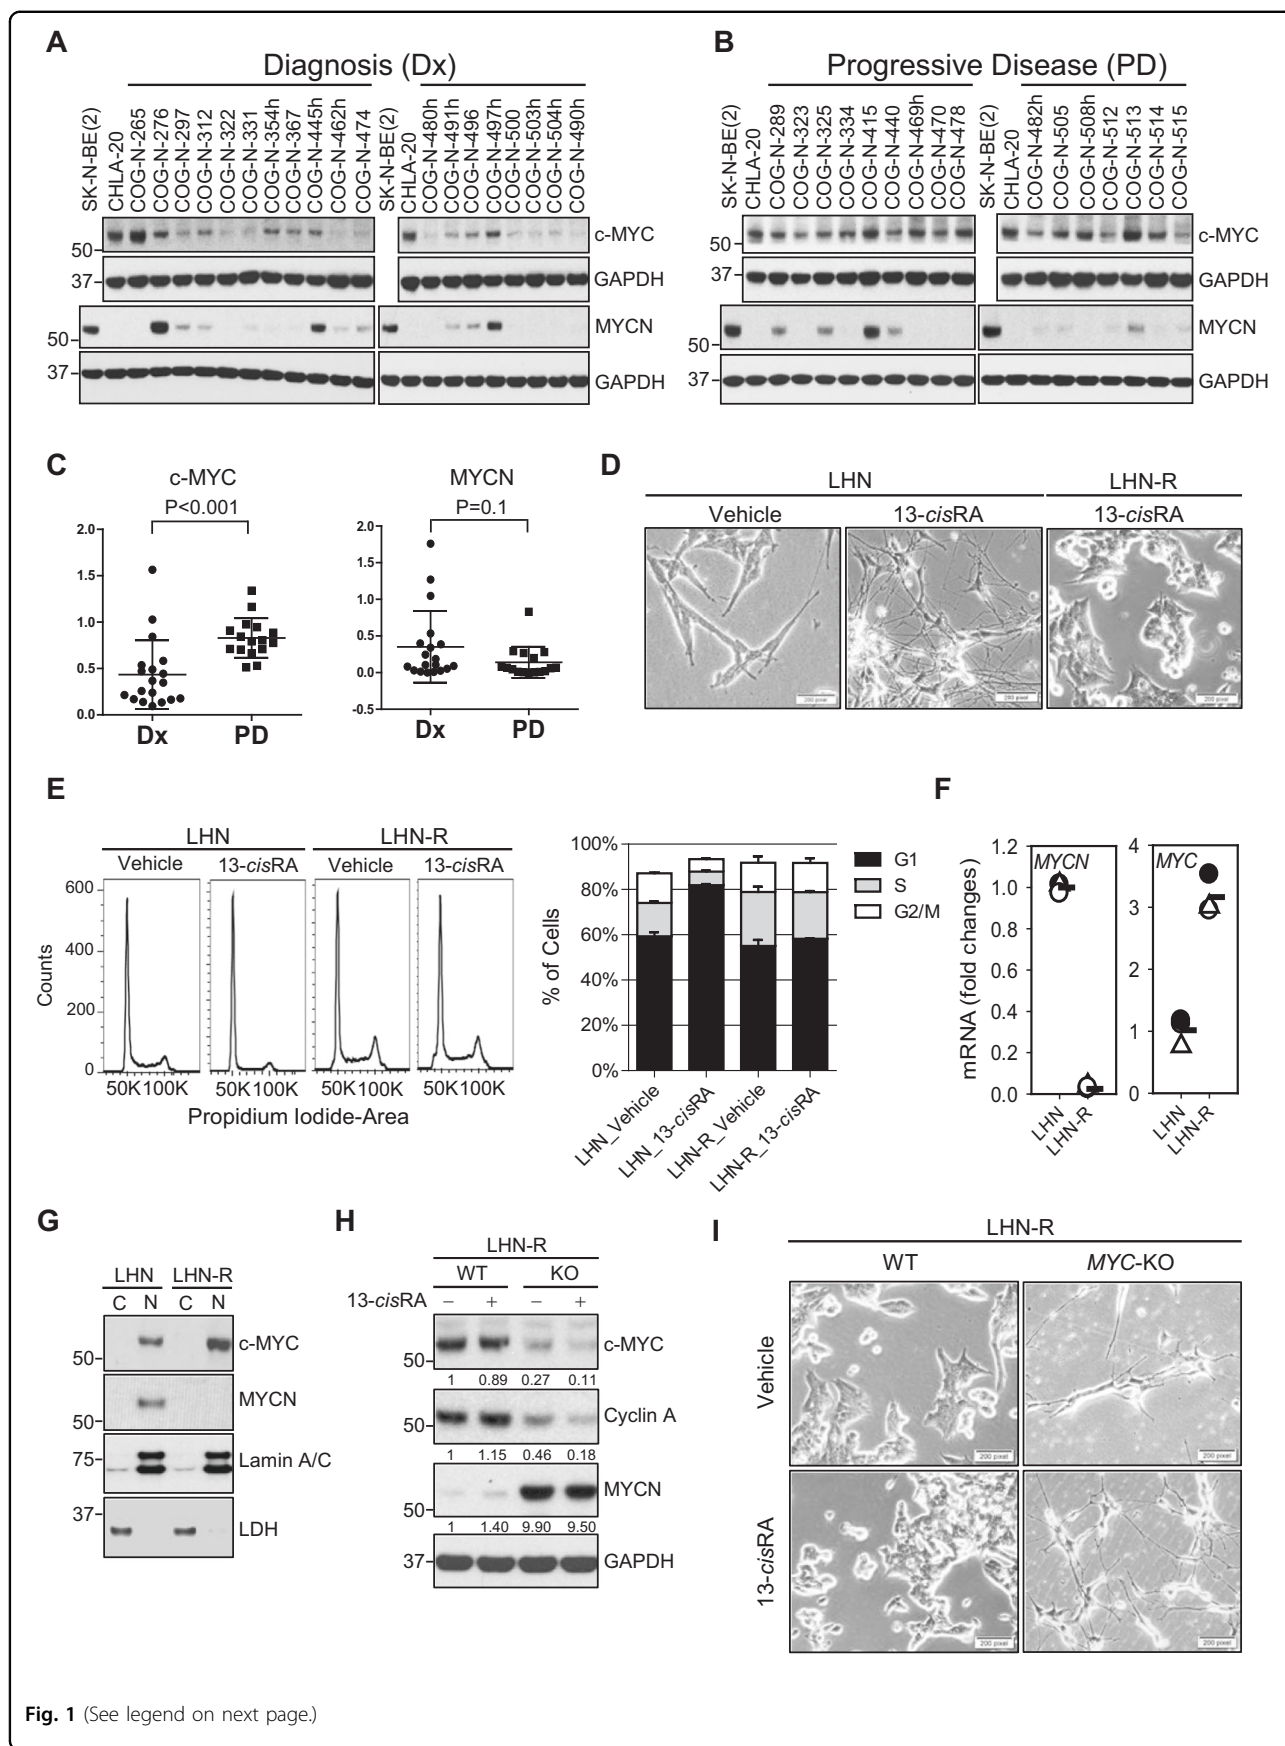 A
Diagnosis (Dx)
SK-N-BE(2)
CHLA-20
COG-N-265
COG-N-276
COG-N-297
COG-N-312
COG-N-322
COG-N-331
COG-N-354h
COG-N-367
COG-N-445h
COG-N-462h
COG-N-474
SK-N-BE(2)
CHLA-20
COG-N-480h
COG-N-491h
COG-N-496
COG-N-497h
COG-N-500
COG-N-503h
COG-N-504h
COG-N-490h
50
c-MYC
37
GAPDH
50
MYCN
37
GAPDH
B
Progressive Disease (PD)
SK-N-BE(2)
CHLA-20
COG-N-289
COG-N-323
COG-N-325
COG-N-334
COG-N-415
COG-N-440
COG-N-469h
COG-N-470
COG-N-478
SK-N-BE(2)
CHLA-20
COG-N-482h
COG-N-505
COG-N-508h
COG-N-512
COG-N-513
COG-N-514
COG-N-515
50
c-MYC
37
GAPDH
50
MYCN
37
GAPDH
C
c-MYC
P<0.001
2.0
1.5
1.0
0.5
0.0
Dx PD
MYCN
P=0.1
2.0
1.5
1.0
0.5
0.0
-0.5
Dx PD
D
LHN LHN-R
Vehicle 13-cisRA 13-cisRA
200 pixel 200 pixel 200 pixel
E
LHN LHN-R
Vehicle 13-cisRA Vehicle 13-cisRA
Counts
600
400
200
0
50K100K 50K100K 50K100K 50K100K
Propidium Iodide-Area
% of Cells
100%
80%
60%
40%
20%
0%
G1
S
G2/M
LHN_Vehicle
LHN_13-cisRA
LHN-R_Vehicle
LHN-R_13-cisRA
F
mRNA (fold changes)
MYCN
1.2
1.0
0.8
0.6
0.4
0.2
0.0
LHN
LHN-R
MYC
4
3
2
1
0
LHN
LHN-R
G
LHN LHN-R
C N C N
50 c-MYC
50 MYCN
75 Lamin A/C
37 LDH
H
LHN-R
WT KO
13-cisRA − + − +
50 c-MYC
1 0.89 0.27 0.11
50 Cyclin A
1 1.15 0.46 0.18
50 MYCN
1 1.40 9.90 9.50
37 GAPDH
I
LHN-R
WT MYC-KO
Vehicle
200 pixel 200 pixel
13-cisRA
200 pixel 200 pixel
Fig. 1 (See legend on next page.)